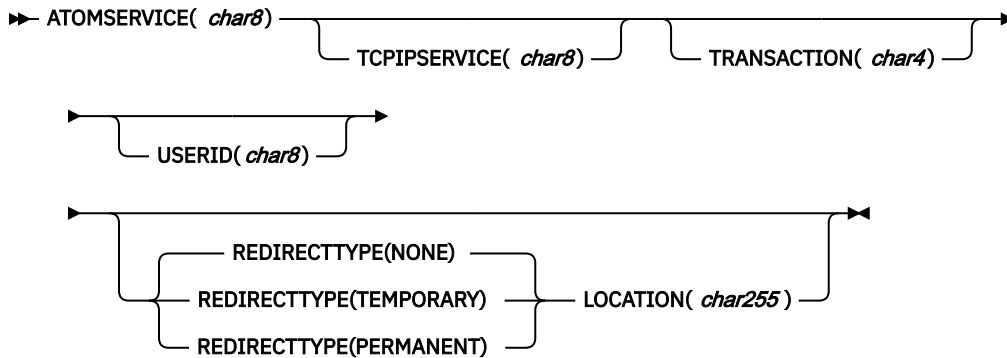 ATOMSERVICE( char8)
TCPIPSERVICE( char8)
TRANSACTION( char4)
USERID( char8)
REDIRECTTYPE(NONE)
REDIRECTTYPE(TEMPORARY)
LOCATION( char255)
REDIRECTTYPE(PERMANENT)